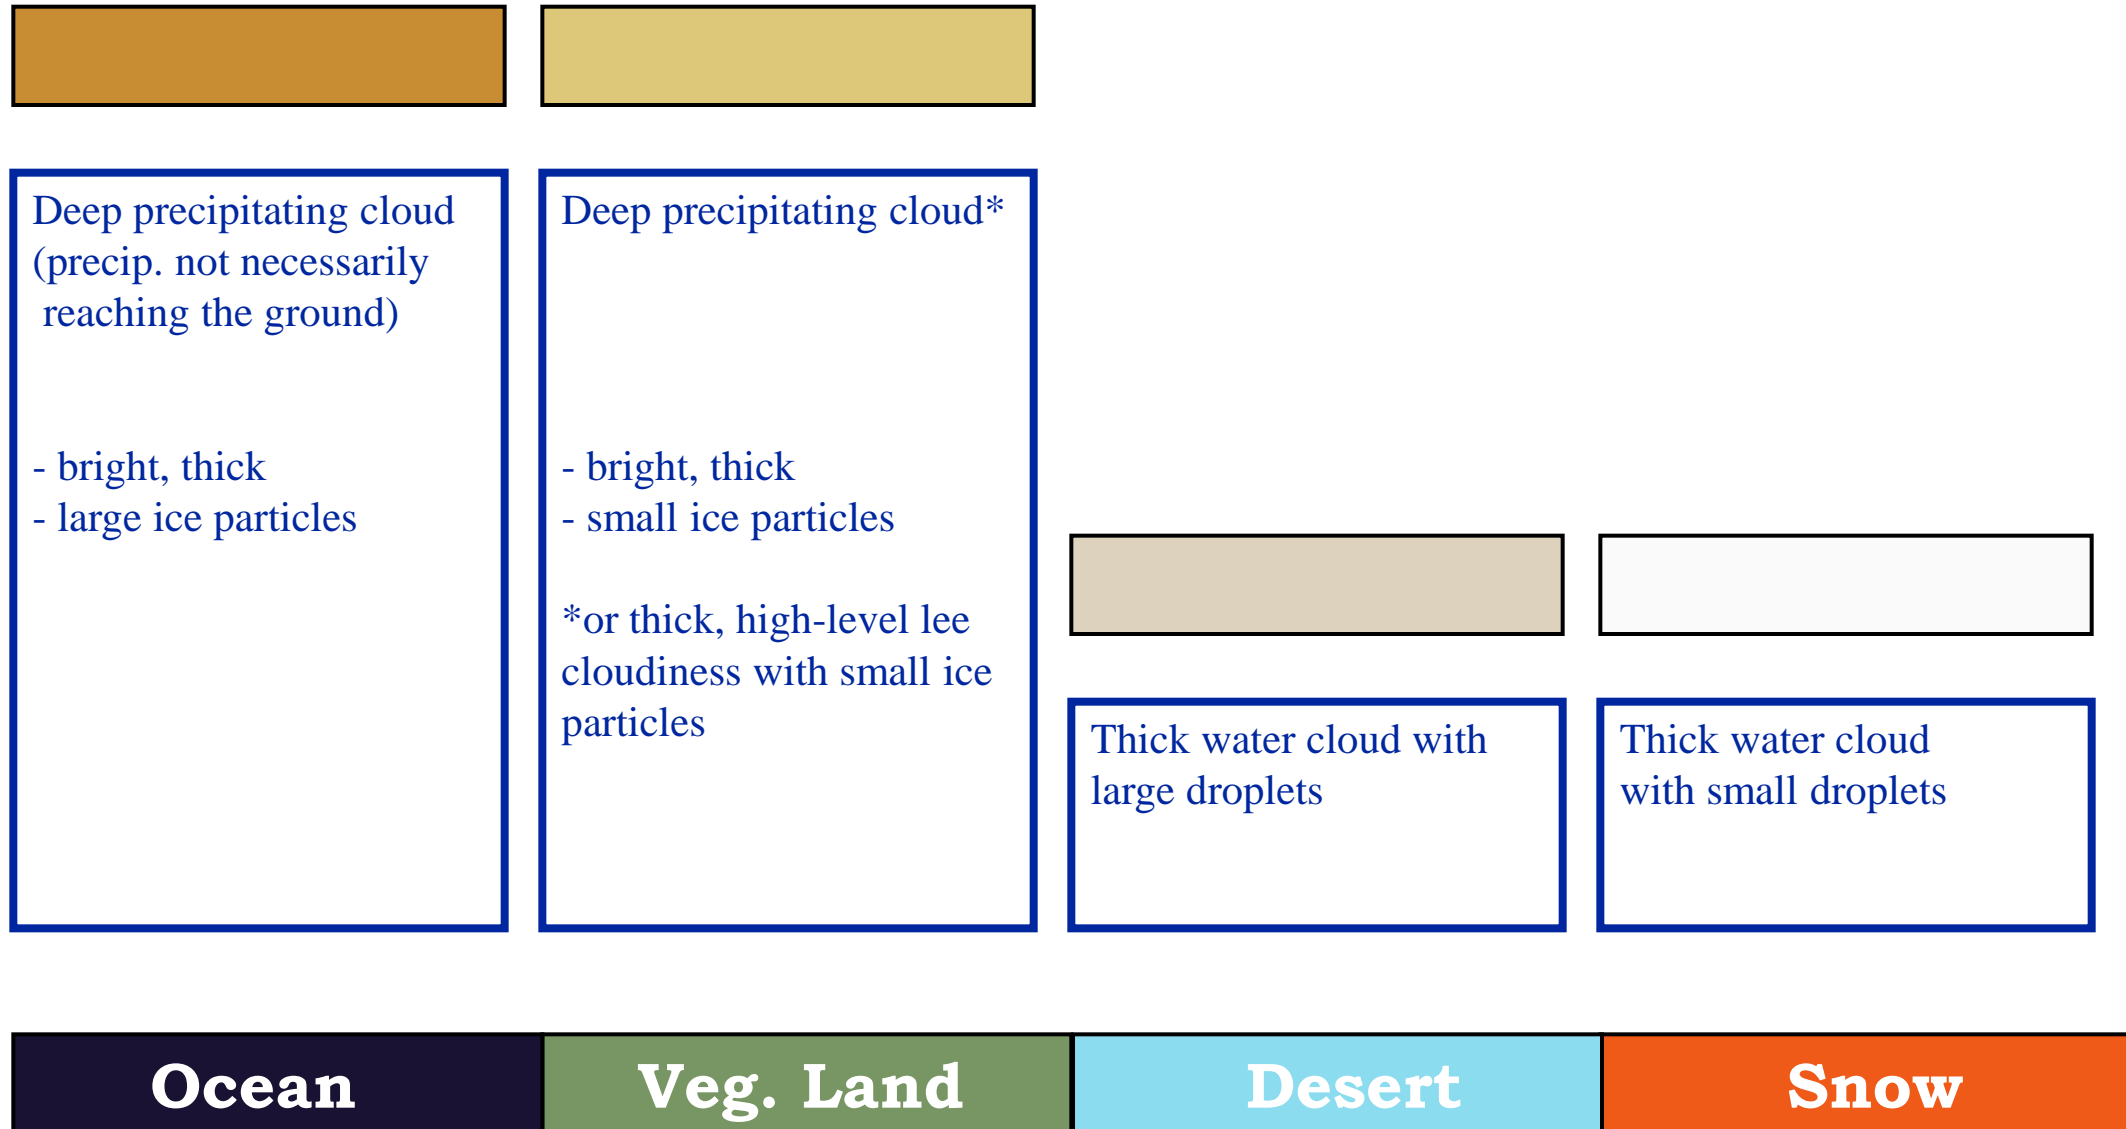 Deep precipitating cloud
(precip. not necessarily
reaching the ground)
- bright, thick
- large ice particles
Deep precipitating cloud*
- bright, thick
- small ice particles
*or thick, high-level lee
cloudiness with small ice
particles
Thick water cloud with
large droplets
Thick water cloud
with small droplets
Ocean
Veg. Land
Desert
Snow